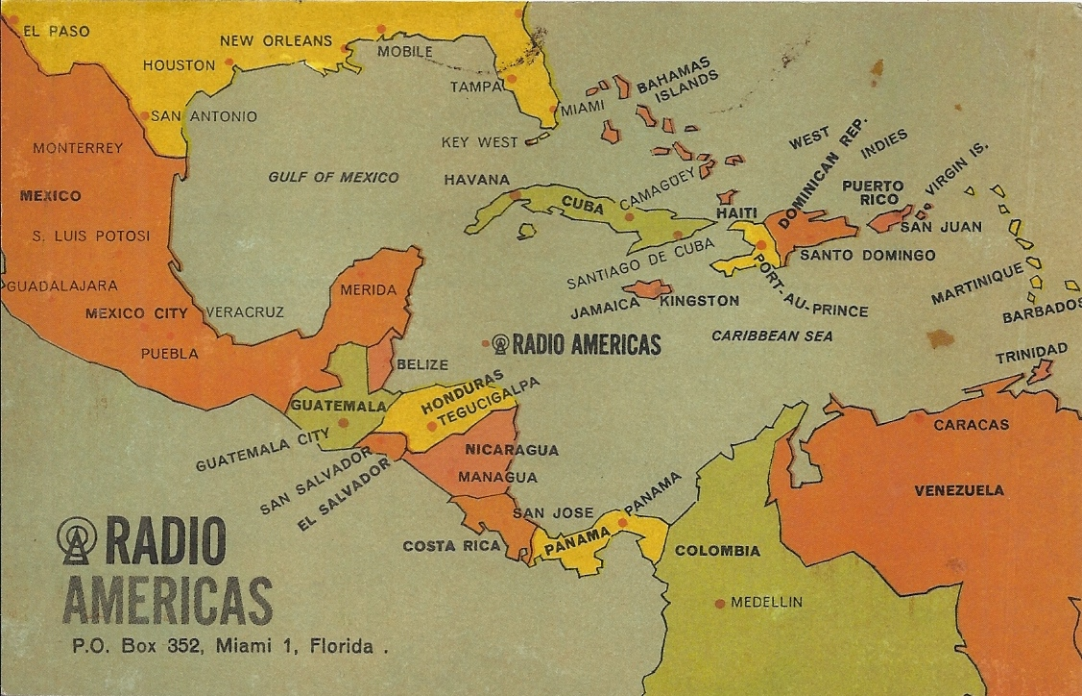 EL PASO
NEW ORLEANS
MOBILE
HOUSTON
TAMPA
BAHAMAS
ISLANDS
MIAMI
SAN ANTONIO
KEY WEST
MONTERREY
WEST
INDIES
GULF OF MEXICO
HAVANA
CUBA
CAMAGÜEY
HAITI
DOMINICAN REP.
PUERTO
RICO
VIRGIN IS.
MEXICO
SAN JUAN
S. LUIS POTOSI
SANTIAGO DE CUBA
SANTO DOMINGO
PORT-AU-PRINCE
GUADALAJARA
MERIDA
JAMAICA
KINGSTON
MARTINIQUE
BARBADOS
MEXICO CITY
VERACRUZ
CARIBBEAN SEA
PUEBLA
RADIO AMERICAS
TRINIDAD
BELIZE
HONDURAS
TEGUCIGALPA
GUATEMALA
GUATEMALA CITY
CARACAS
NICARAGUA
SAN SALVADOR
EL SALVADOR
MANAGUA
VENEZUELA
SAN JOSE
PANAMA
COSTA RICA
PANAMA
COLOMBIA
MEDELLIN
RADIO
AMERICAS
P.O. Box 352, Miami 1, Florida .